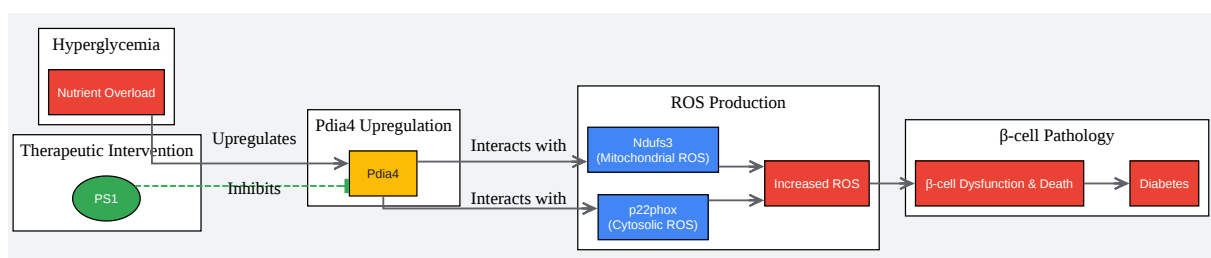 Hyperglycemia
Nutrient Overload
Therapeutic Intervention
PS1
Upregulates
Inhibits
Pdia4 Upregulation
Pdia4
Interacts with
Interacts with
ROS Production
Ndufs3
(Mitochondrial ROS)
p22phox
(Cytosolic ROS)
Increased ROS
β-cell Pathology
β-cell Dysfunction & Death
Diabetes